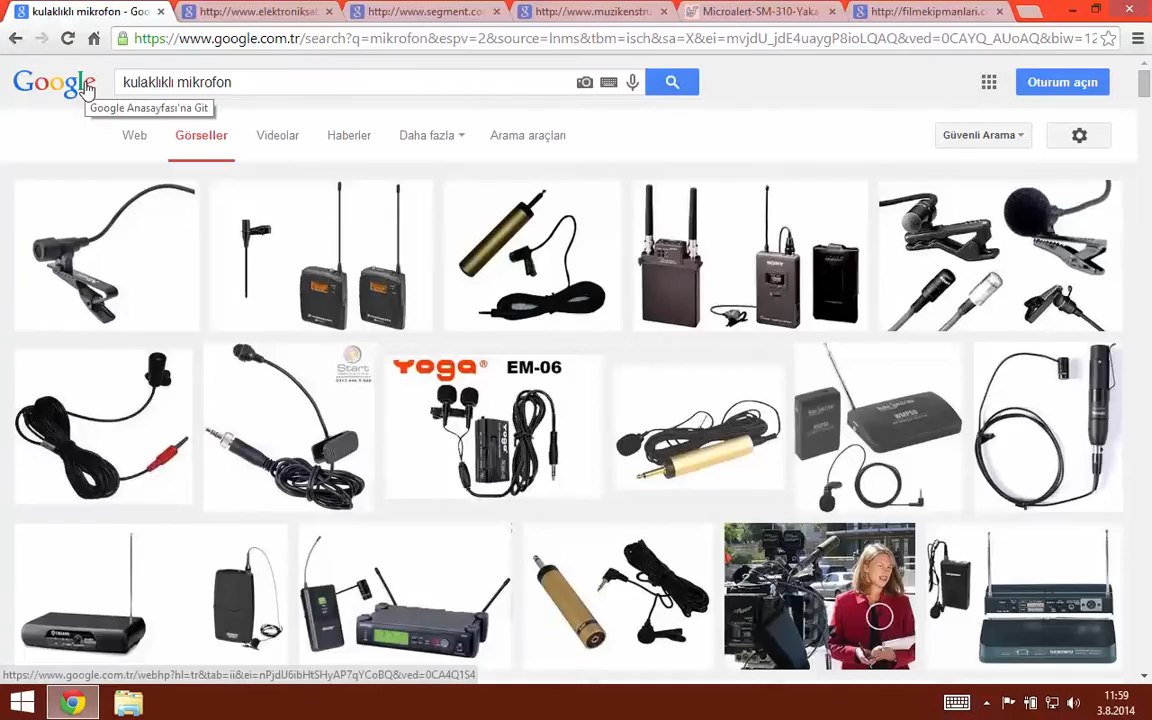 kulaklıklı mikrofon - Goo
http://www.elektroniksat
http://www.segment.com
http://www.muzikenstru
Microalert-SM-310-Yaka
http://filmekipmanlari.c
https://www.google.com.tr/search?q=mikrofon&espv=2&source=lnms&tbm=isch&sa=X&ei=mvjdU_jdE4uaygP8ioLQAQ&ved=0CAYQ_AUoAQ&biw=12
Google
kulaklıklı mikrofon
Oturum açın
Google Anasayfası'na Git
Web
Görseller
Videolar
Haberler
Daha fazla
Arama araçları
Güvenli Arama
SONY
Start
YOGA® EM-06
https://www.google.com.tr/webhp?hl=tr&tab=ii&ei=nPjdU6ibHtSHyAP7qYCoBQ&ved=0CA4Q1S4
11:59
3.8.2014